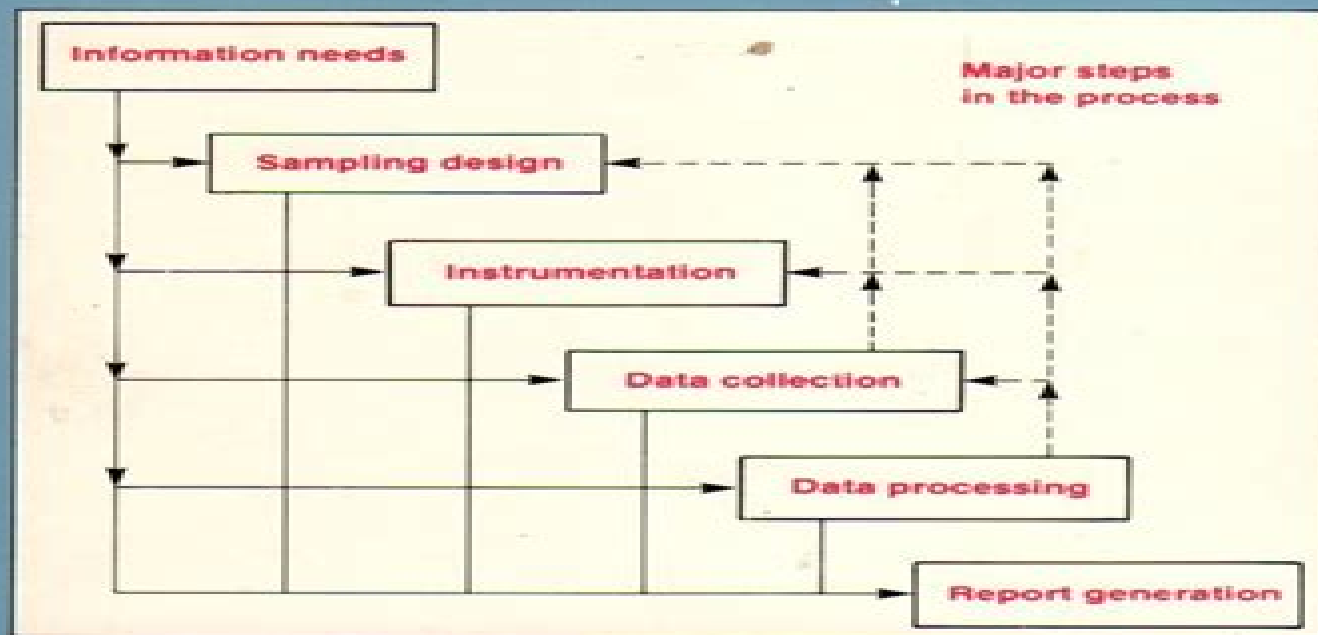 Information needs
Major steps
in the process
Sampling design
Instrumentation
Data collection
Data processing
Report generation